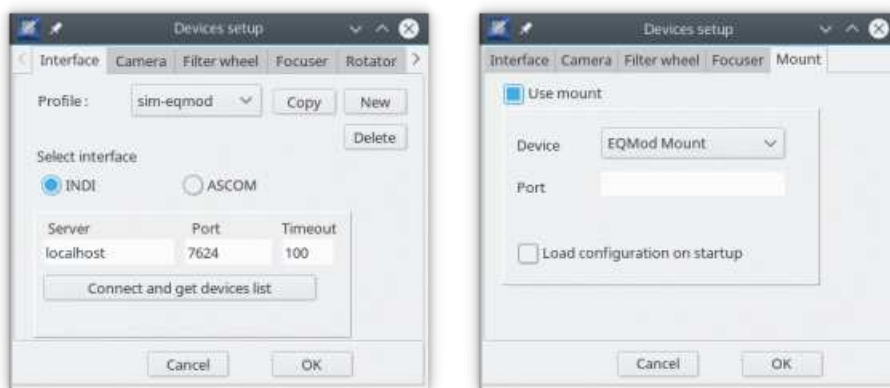 Devices setup
Interface Camera Filter wheel Focuser Rotator
Profile : sim-eqmod Copy New
Delete
Select interface
INDI ASCOM
Server Port Timeout
localhost 7624 100
Connect and get devices list
Cancel OK
Devices setup
Interface Camera Filter wheel Focuser Mount
Use mount
Device EQMod Mount
Port
Load configuration on startup
Cancel OK